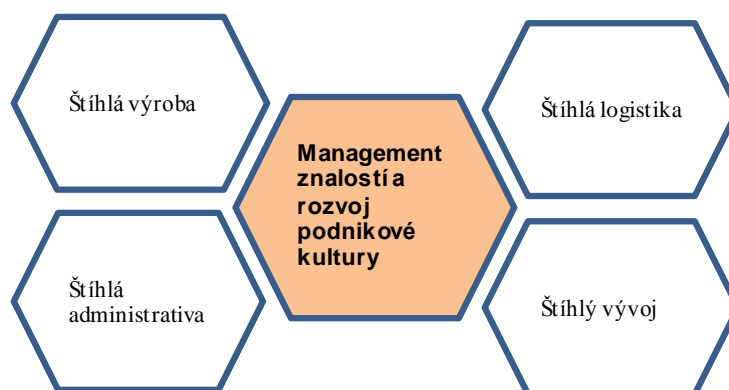 Štíhlá výroba
Štíhlá logistika
Management
znalostí a
rozvoj
podnikové
kultury
Štíhlá
administrativa
Štíhlý vývoj